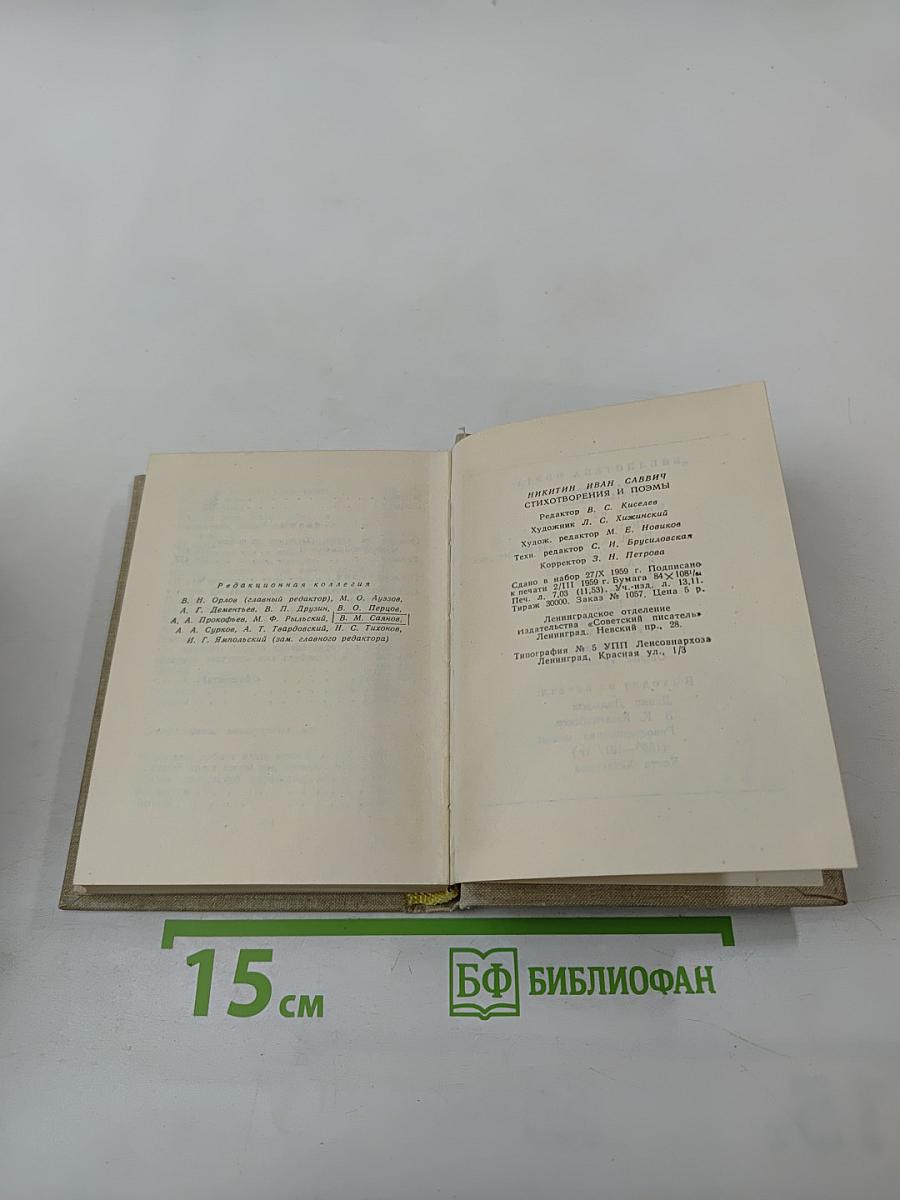 Редакционная коллегия
В. Н. Орлов (главный редактор), М. О. Ауэзов,
А. Г. Дементьев, В. П. Друзин, В. О. Перцов,
А. А. Прокофьев, М. Ф. Рыльский, В. М. Саянов,
А. А. Сурков, А. Т. Твардовский, Н. С. Тихонов,
И. Г. Ямпольский (зам. главного редактора)
НИКИТИН ИВАН САВВИЧ
СТИХОТВОРЕНИЯ И ПОЭМЫ
Редактор В. С. Киселев
Художник Л. С. Хижинский
Худож. редактор М. Е. Новиков
Техн. редактор С. И. Брусиловская
Корректор З. Н. Петрова
Сдано в набор 27/X 1959 г. Подписано
к печати 2/III 1959 г. Бумага 84×108¹/₆₄
Печ. л. 7,03 (11,53). Уч.-изд. л. 13,11.
Тираж 30000. Заказ № 1057. Цена 5 р.
Ленинградское отделение
издательства «Советский писатель»
Ленинград. Невский пр., 28.
Типография № 5 УПП Ленсовнархоза
Ленинград, Красная ул., 1/3
15 см
БФ БИБЛИОФАН